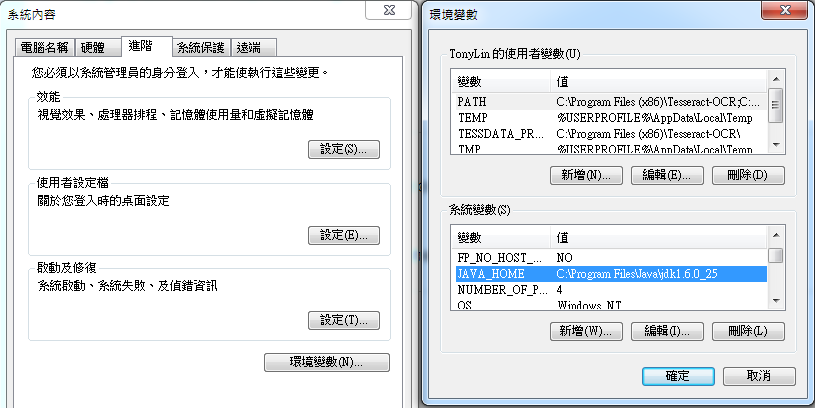 系統內容
電腦名稱 硬體 進階 系統保護 遠端
您必須以系統管理員的身分登入，才能使執行這些變更。
效能
視覺效果、處理器排程、記憶體使用量和虛擬記憶體
設定(S)...
使用者設定檔
關於您登入時的桌面設定
設定(E)...
啟動及修復
系統啟動、系統失敗、及偵錯資訊
設定(T)...
環境變數(N)...
環境變數
TonyLin 的使用者變數(U)
變數 值
PATH C:\Program Files (x86)\Tesseract-OCR;C:...
TEMP %USERPROFILE%\AppData\Local\Temp
TESSDATA_PR... C:\Program Files (x86)\Tesseract-OCR\
TMP %USERPROFILE%\AppData\Local\Temp
新增(N)... 編輯(E)... 刪除(D)
系統變數(S)
變數 值
FP_NO_HOST_... NO
JAVA_HOME C:\Program Files\Java\jdk1.6.0_25
NUMBER_OF_P... 4
OS Windows_NT
新增(W)... 編輯(I)... 刪除(L)
確定 取消